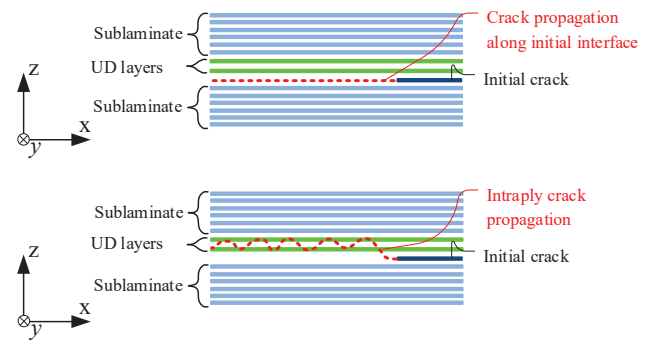 Sublaminate
Crack propagation
along initial interface
UD layers
Initial crack
Sublaminate
z
x
y
Sublaminate
Intraply crack
propagation
UD layers
Initial crack
Sublaminate
z
x
y